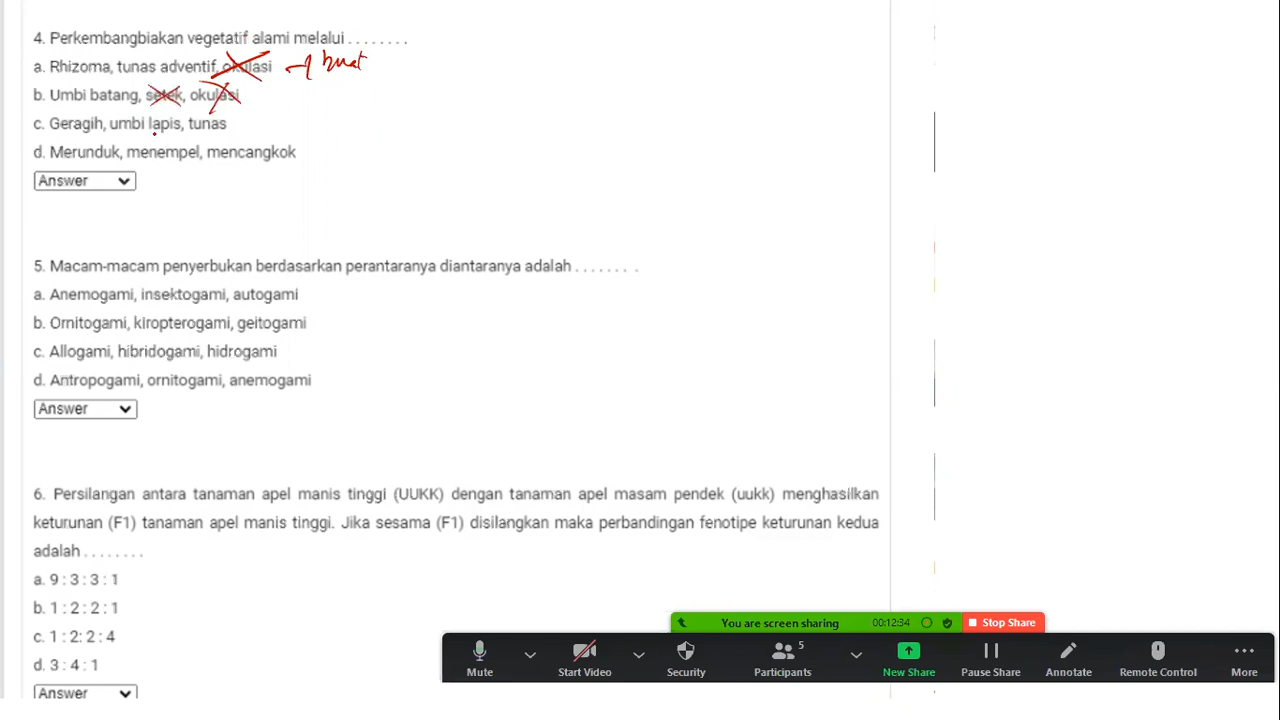 4. Perkembangbiakan vegetatif alami melalui . . . . . . . .
a. Rhizoma, tunas adventif, okulasi
b. Umbi batang, setek, okulasi
c. Geragih, umbi lapis, tunas
d. Merunduk, menempel, mencangkok
Answer
5. Macam-macam penyerbukan berdasarkan perantaranya diantaranya adalah . . . . . . . .
a. Anemogami, insektogami, autogami
b. Ornitogami, kiropterogami, geitogami
c. Allogami, hibridogami, hidrogami
d. Antropogami, ornitogami, anemogami
Answer
6. Persilangan antara tanaman apel manis tinggi (UUKK) dengan tanaman apel masam pendek (uukk) menghasilkan
keturunan (F1) tanaman apel manis tinggi. Jika sesama (F1) disilangkan maka perbandingan fenotipe keturunan kedua
adalah . . . . . . . .
a. 9 : 3 : 3 : 1
b. 1 : 2 : 2 : 1
c. 1 : 2: 2 : 4
d. 3 : 4 : 1
Answer
You are screen sharing 00:12:34 Stop Share
Mute Start Video Security Participants 5 New Share Pause Share Annotate Remote Control More